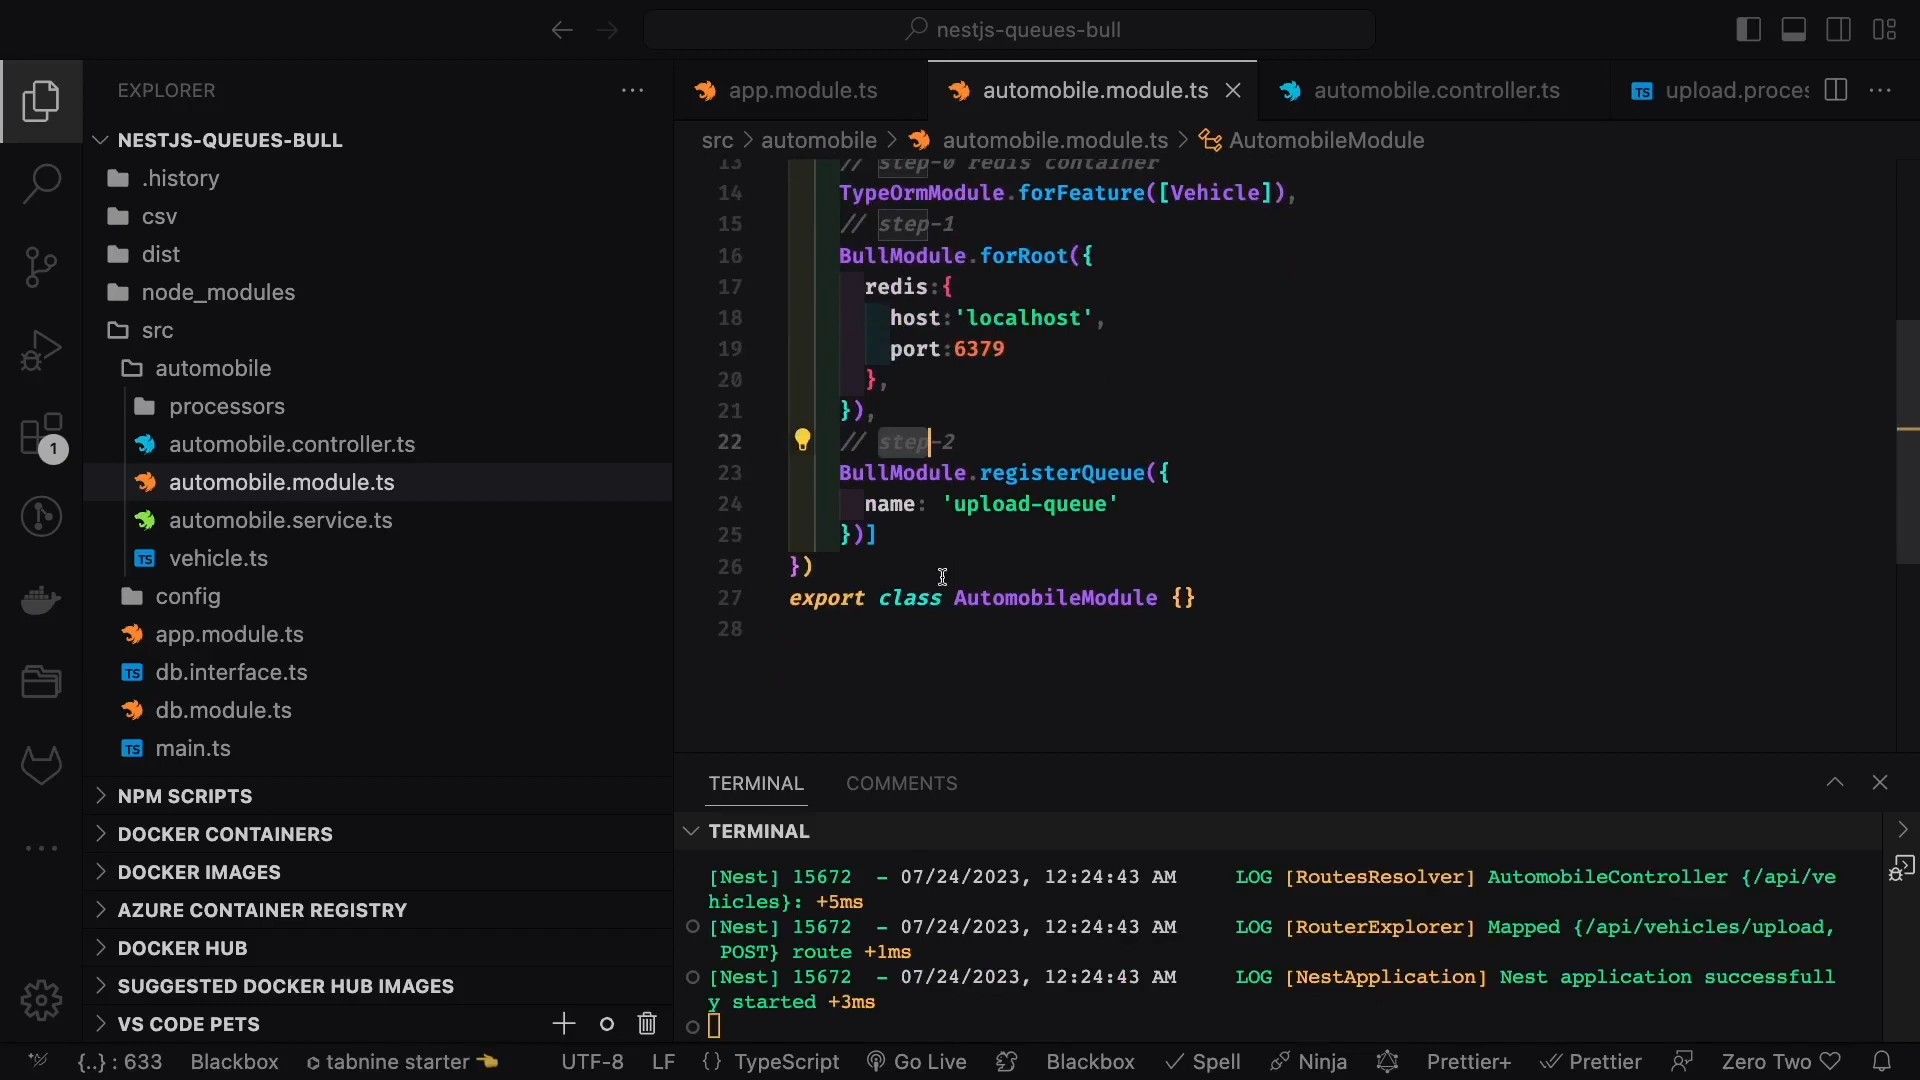 nestjs-queues-bull
EXPLORER
NESTJS-QUEUES-BULL
.history
csv
dist
node_modules
src
automobile
processors
automobile.controller.ts
automobile.module.ts
automobile.service.ts
vehicle.ts
config
app.module.ts
db.interface.ts
db.module.ts
main.ts
NPM SCRIPTS
DOCKER CONTAINERS
DOCKER IMAGES
AZURE CONTAINER REGISTRY
DOCKER HUB
SUGGESTED DOCKER HUB IMAGES
VS CODE PETS
1
app.module.ts
automobile.module.ts
automobile.controller.ts
TS upload.proces
src > automobile > automobile.module.ts > AutomobileModule
13 // step-0 redis container
14 TypeOrmModule.forFeature([Vehicle]),
15 // step-1
16 BullModule.forRoot({
17 redis:{
18 host:'localhost',
19 port:6379
20 },
21 }),
22 // step-2
23 BullModule.registerQueue({
24 name: 'upload-queue'
25 })]
26 })
27 export class AutomobileModule {}
28
TERMINAL COMMENTS
TERMINAL
[Nest] 15672 - 07/24/2023, 12:24:43 AM LOG [RoutesResolver] AutomobileController {/api/ve
hicles}: +5ms
[Nest] 15672 - 07/24/2023, 12:24:43 AM LOG [RouterExplorer] Mapped {/api/vehicles/upload,
POST} route +1ms
[Nest] 15672 - 07/24/2023, 12:24:43 AM LOG [NestApplication] Nest application successfull
y started +3ms
{..} : 633 Blackbox tabnine starter UTF-8 LF {} TypeScript Go Live Blackbox Spell Ninja Prettier+ Prettier Zero Two